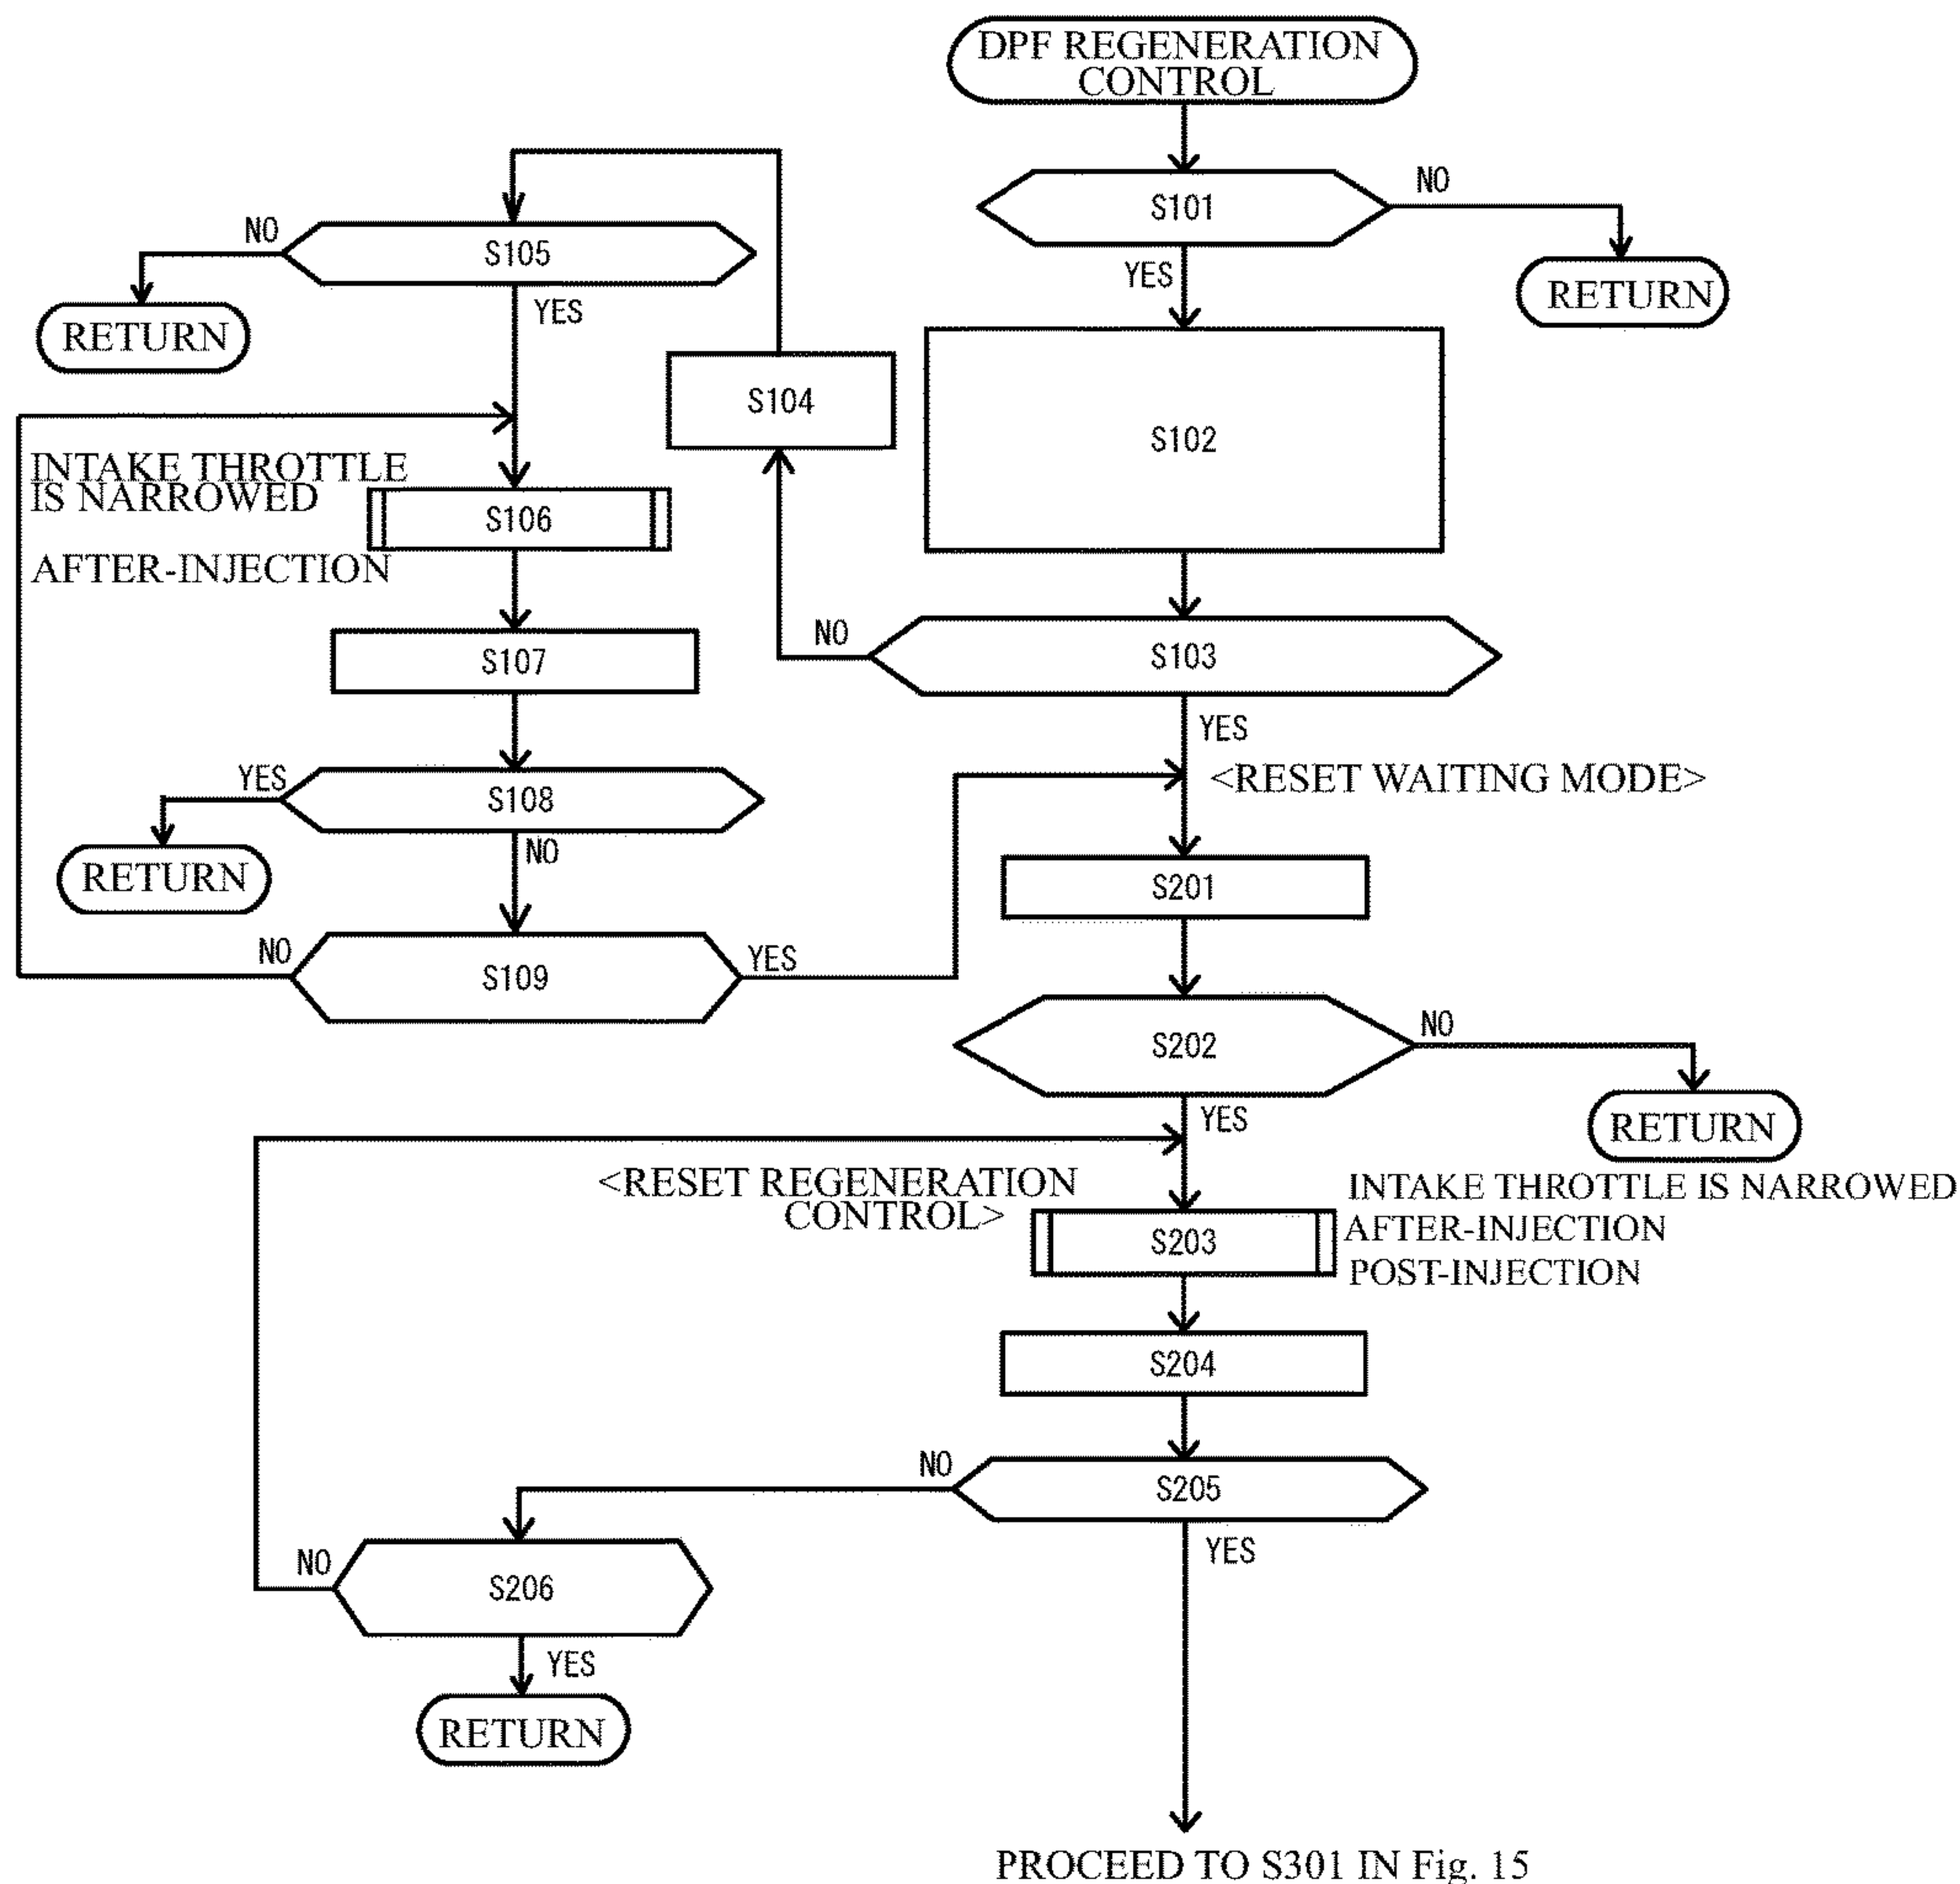 DPF REGENERATION
CONTROL
S101
NO
YES
RETURN
S102
S103
NO
YES
S104
S105
NO
YES
RETURN
INTAKE THROTTLE
IS NARROWED
AFTER-INJECTION
S106
S107
S108
YES
NO
RETURN
S109
NO
YES
<RESET WAITING MODE>
S201
S202
NO
YES
RETURN
<RESET REGENERATION
CONTROL>
S203
INTAKE THROTTLE IS NARROWED
AFTER-INJECTION
POST-INJECTION
S204
S205
NO
YES
S206
NO
YES
RETURN
PROCEED TO S301 IN Fig. 15